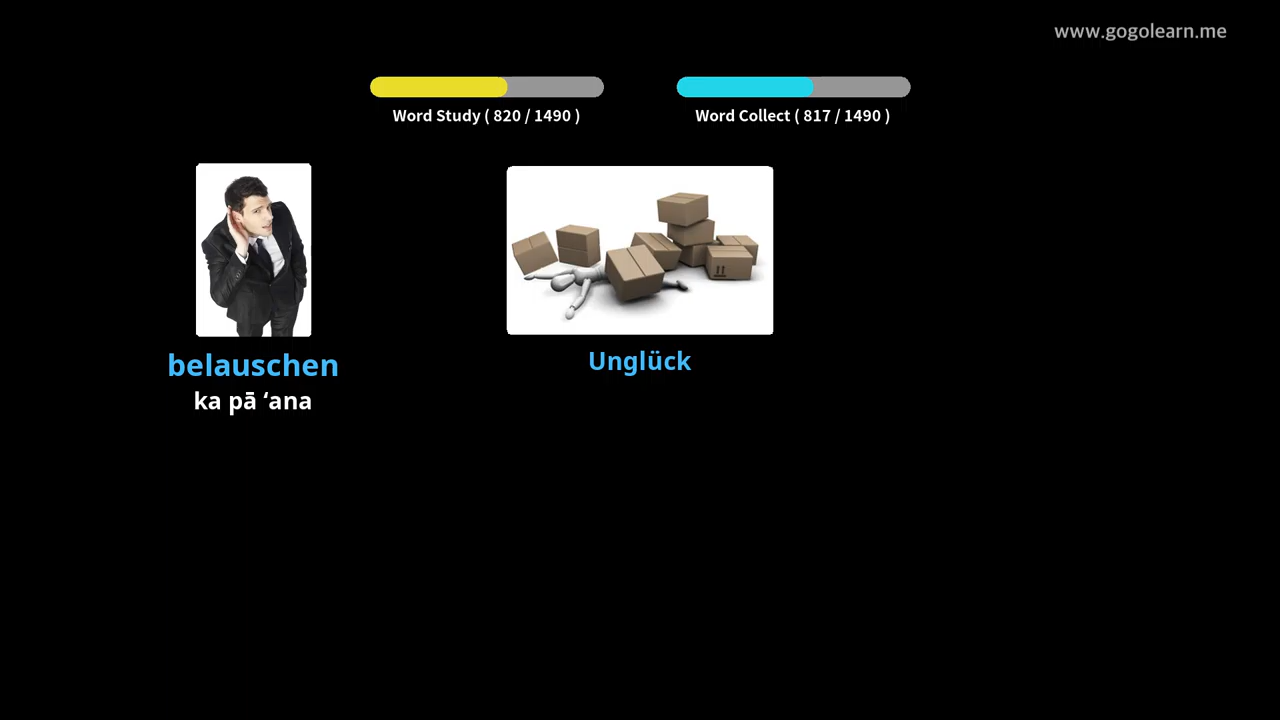 www.gogolearn.me
Word Study ( 820 / 1490 )
Word Collect ( 817 / 1490 )
belauschen
ka pā ʻana
Unglück